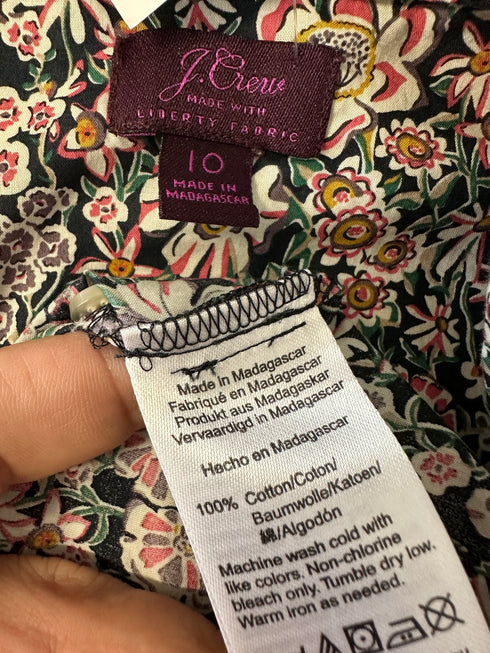 J.Crew
MADE WITH
LIBERTY FABRIC
10
MADE IN
MADAGASCAR
Made in Madagascar
Fabriqué en Madagascar
Produkt aus Madagaskar
Vervaardigd in Madagascar
Hecho en Madagascar
100% Cotton/Coton/
Baumwolle/Katoen/
綿/Algodón
Machine wash cold with
like colors. Non-chlorine
bleach only. Tumble dry low.
Warm iron as needed.